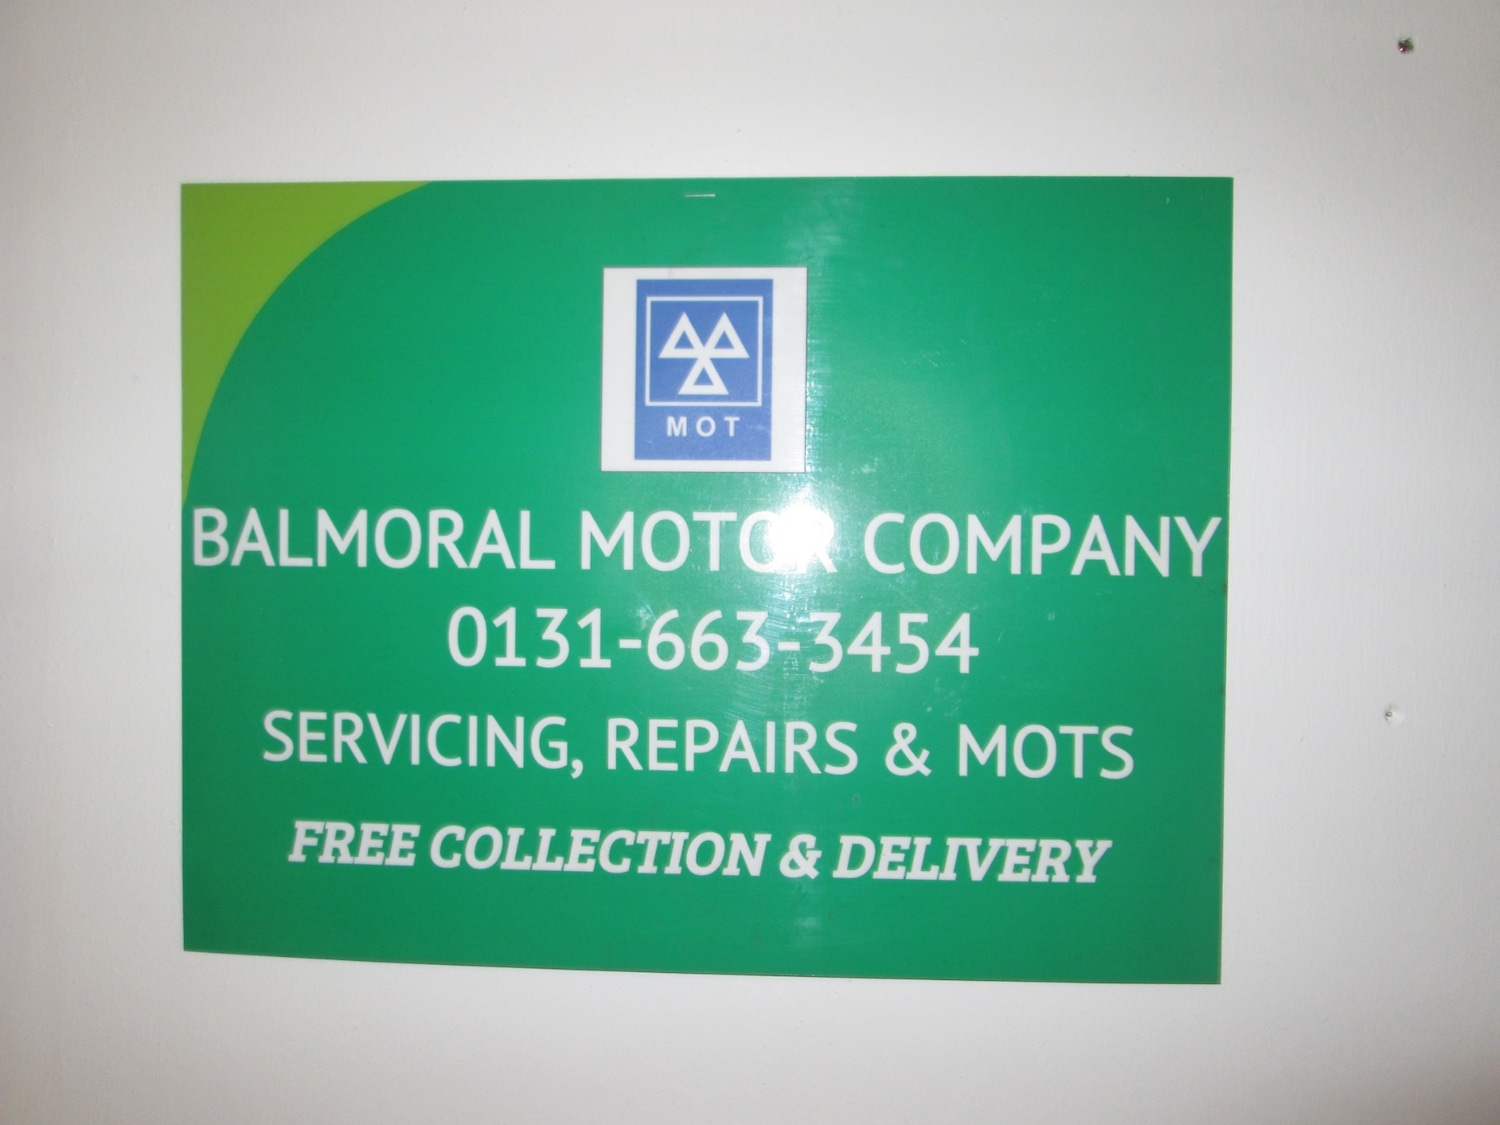 MOT
BALMORAL MOTOR COMPANY
0131-663-3454
SERVICING, REPAIRS & MOTS
FREE COLLECTION & DELIVERY